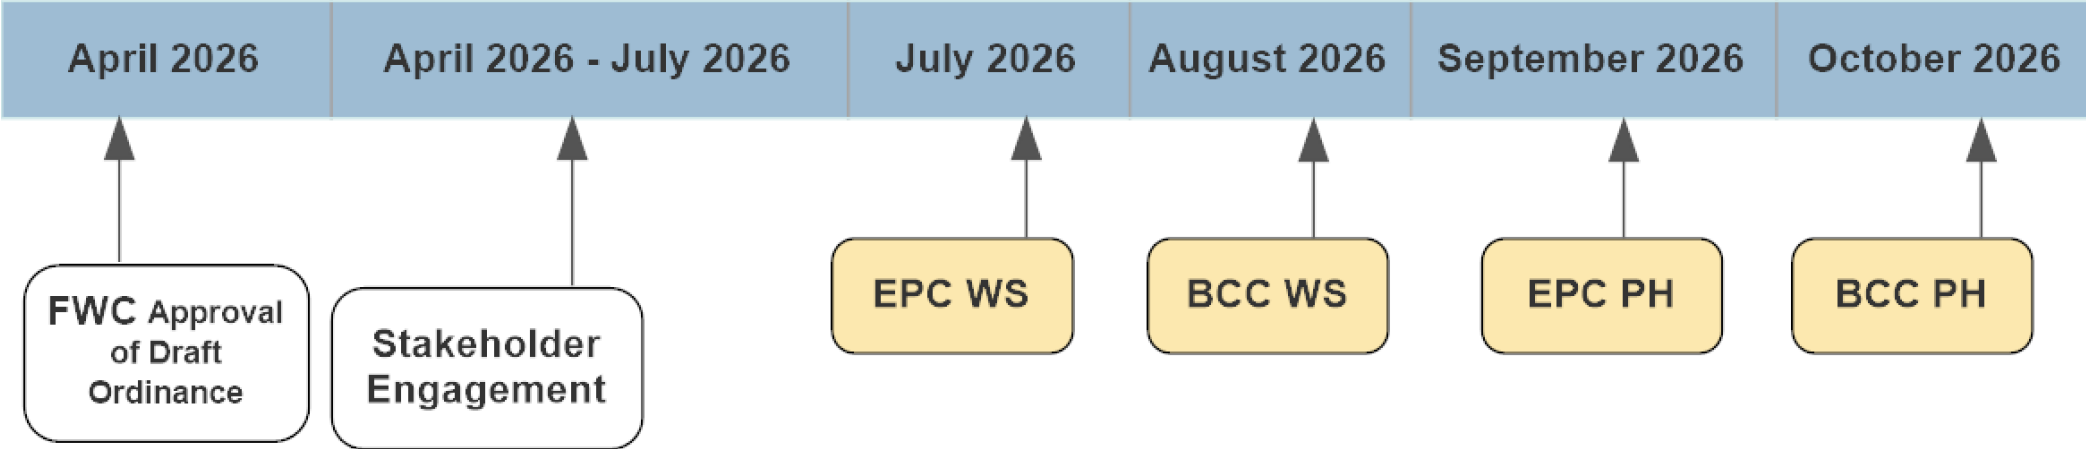 April 2026
April 2026 - July 2026
July 2026
August 2026
September 2026
October 2026
FWC Approval
of Draft
Ordinance
Stakeholder
Engagement
EPC WS
BCC WS
EPC PH
BCC PH